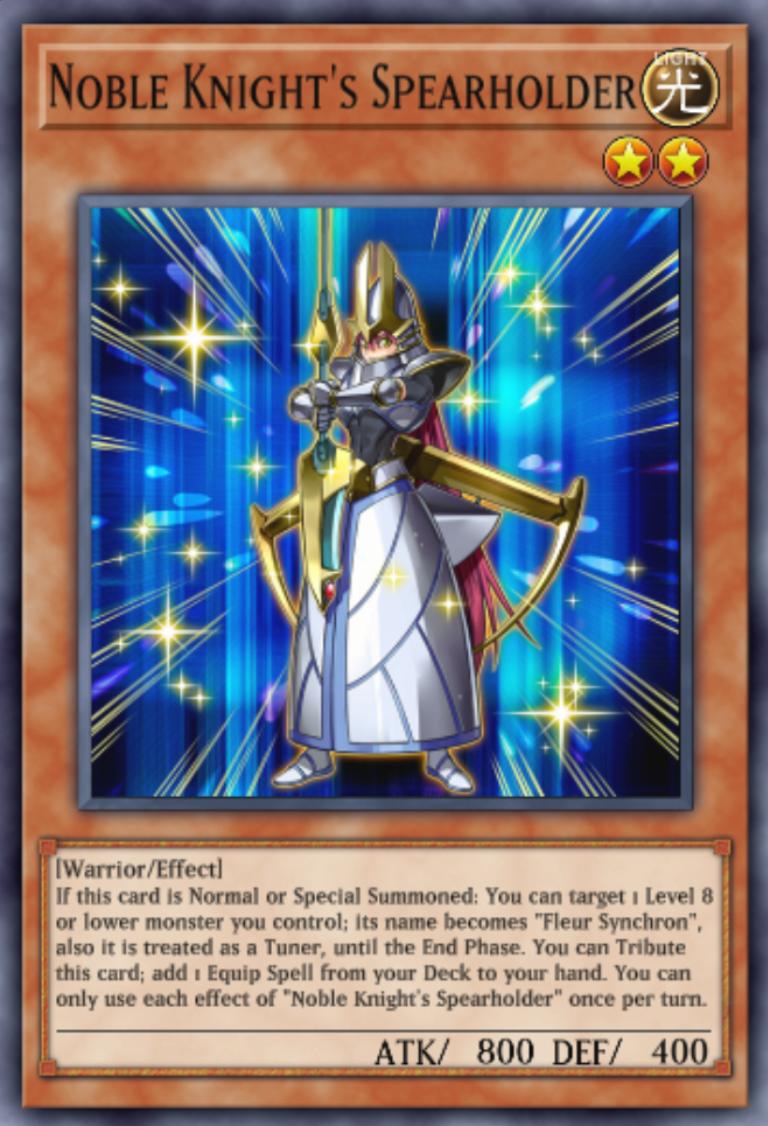 Noble Knight's Spearholder
LIGHT
光
[Warrior/Effect]
If this card is Normal or Special Summoned: You can target 1 Level 8
or lower monster you control; its name becomes "Fleur Synchron",
also it is treated as a Tuner, until the End Phase. You can Tribute
this card; add 1 Equip Spell from your Deck to your hand. You can
only use each effect of "Noble Knight's Spearholder" once per turn.
ATK/ 800 DEF/ 400